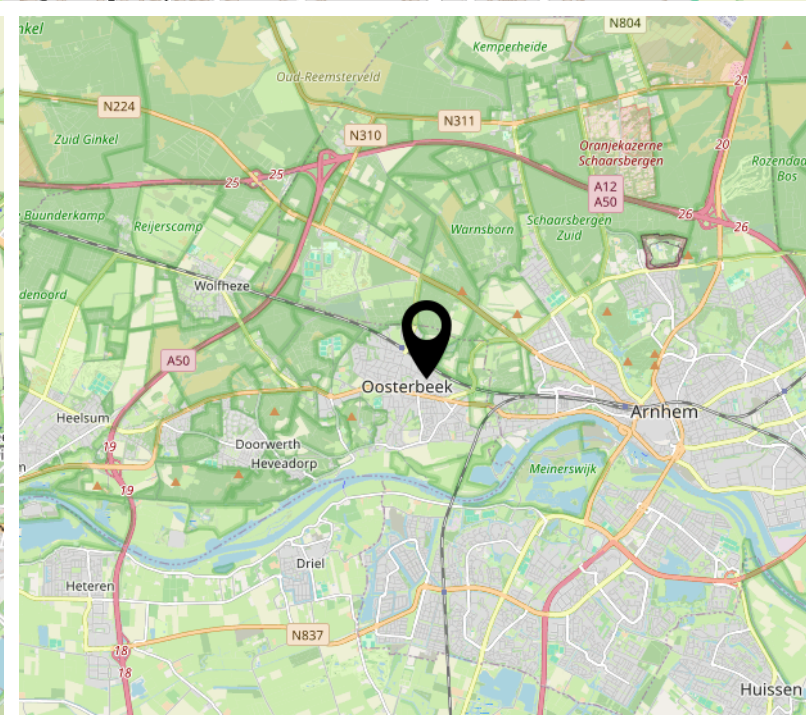 N804
nkel
Kemperheide
Oud-Reemsterveld
21
N224
N311
N310
Zuid Ginkel
20
Oranjekazerne
Schaarsbergen
Rozendaa
Bos
25
25
A12
A50
26
26
Buunderkamp
Reijerscamp
Warnsborn
Schaarsbergen
Zuid
denoord
Wolfheze
A50
Oosterbeek
Arnhem
Heelsum
19
Doorwerth
Heveadorp
m
Meinerswijk
19
Driel
Heteren
N837
18
18
Huissen